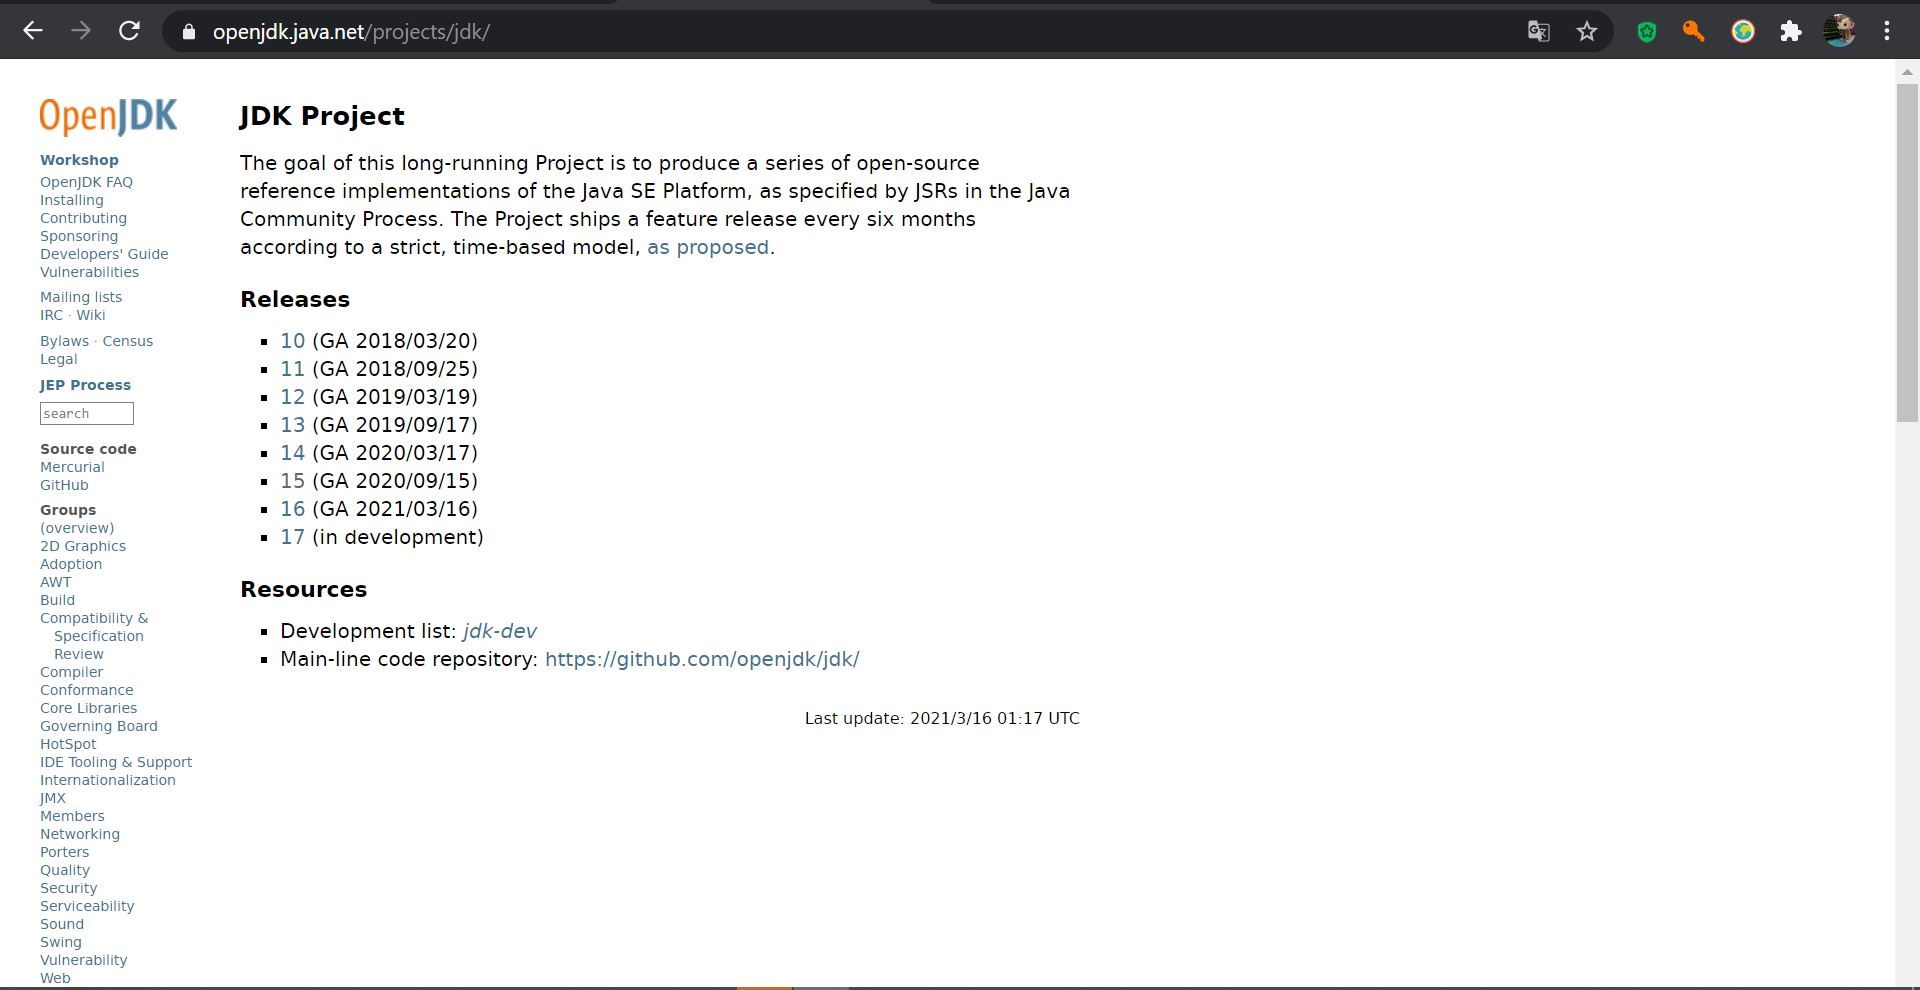 openjdk.java.net/projects/jdk/
OpenJDK
Workshop
OpenJDK FAQ
Installing
Contributing
Sponsoring
Developers' Guide
Vulnerabilities
Mailing lists
IRC · Wiki
Bylaws · Census
Legal
JEP Process
search
Source code
Mercurial
GitHub
Groups
(overview)
2D Graphics
Adoption
AWT
Build
Compatibility &
Specification
Review
Compiler
Conformance
Core Libraries
Governing Board
HotSpot
IDE Tooling & Support
Internationalization
JMX
Members
Networking
Porters
Quality
Security
Serviceability
Sound
Swing
Vulnerability
Web
JDK Project
The goal of this long-running Project is to produce a series of open-source
reference implementations of the Java SE Platform, as specified by JSRs in the Java
Community Process. The Project ships a feature release every six months
according to a strict, time-based model, as proposed.
Releases
▪ 10 (GA 2018/03/20)
▪ 11 (GA 2018/09/25)
▪ 12 (GA 2019/03/19)
▪ 13 (GA 2019/09/17)
▪ 14 (GA 2020/03/17)
▪ 15 (GA 2020/09/15)
▪ 16 (GA 2021/03/16)
▪ 17 (in development)
Resources
▪ Development list: jdk-dev
▪ Main-line code repository: https://github.com/openjdk/jdk/
Last update: 2021/3/16 01:17 UTC